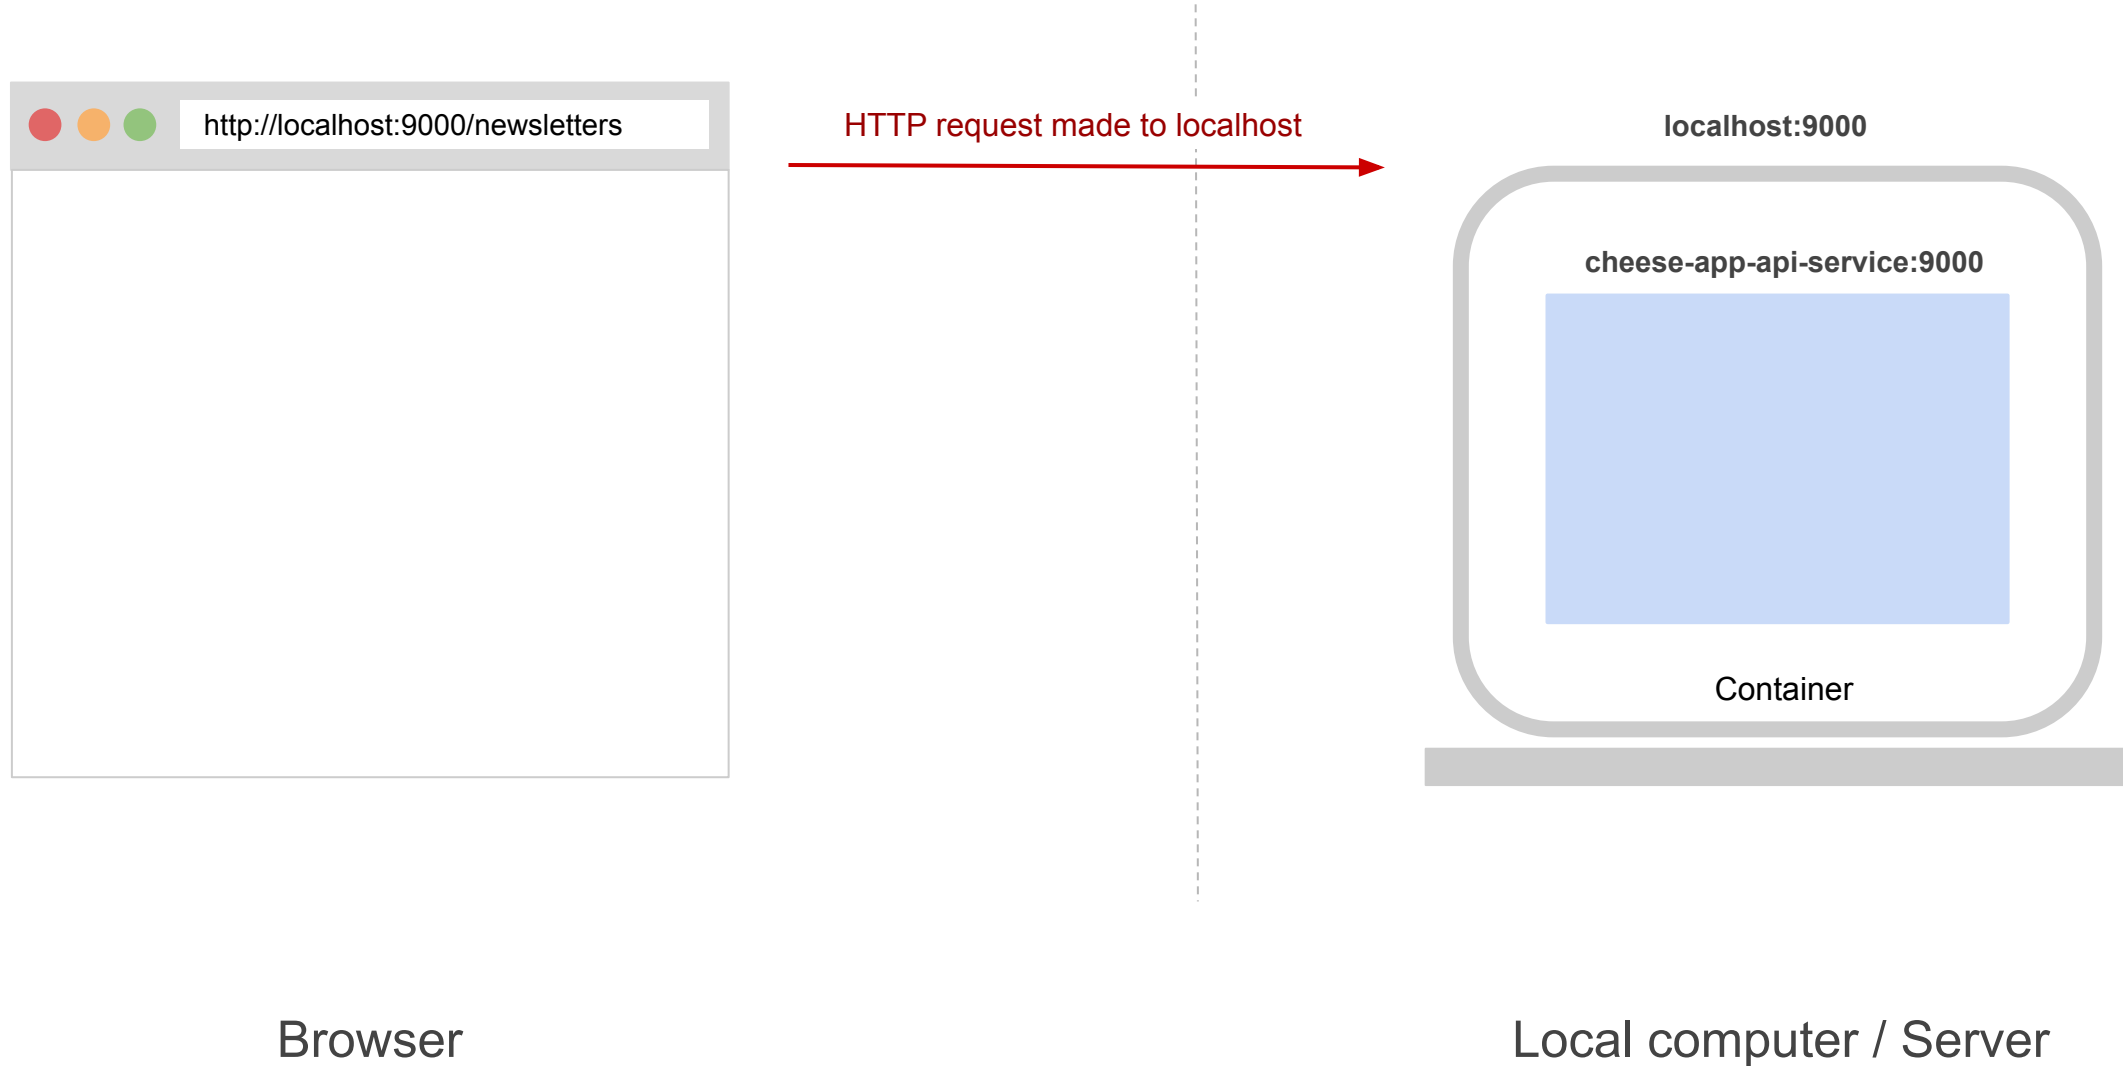 http://localhost:9000/newsletters
HTTP request made to localhost
localhost:9000
cheese-app-api-service:9000
Container
Browser
Local computer / Server